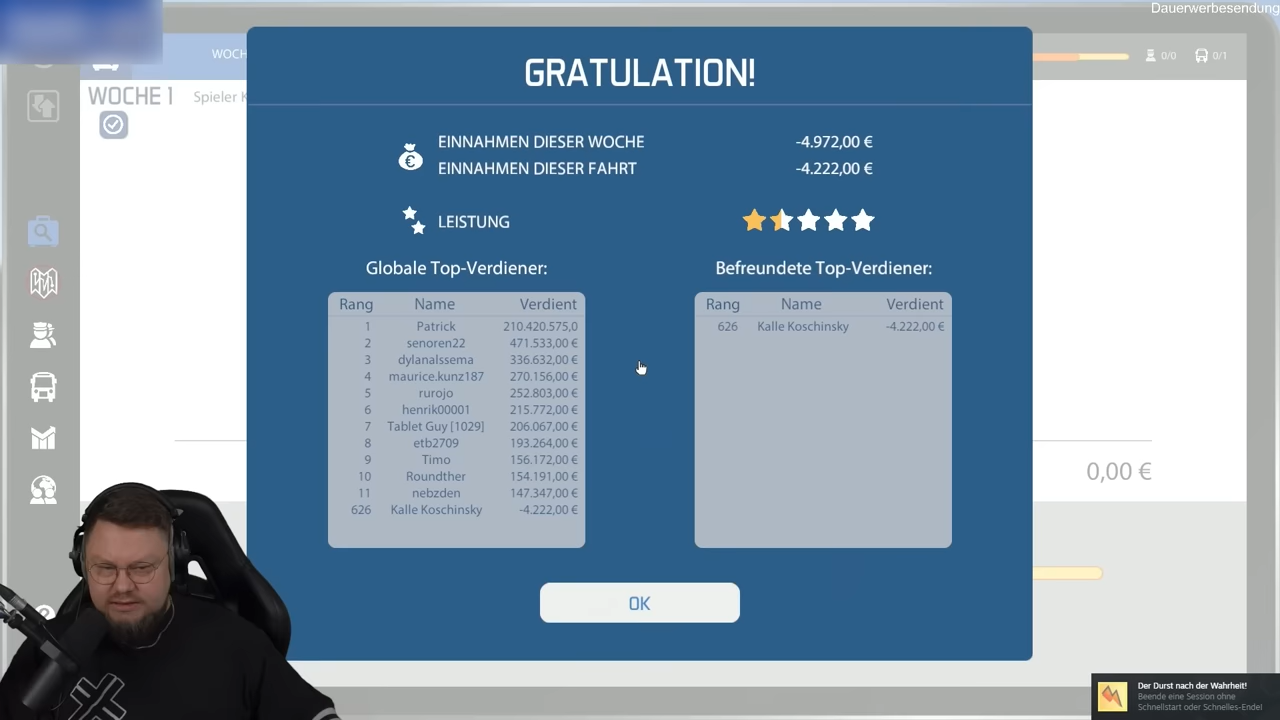 Dauerwerbesendung
WOCH
0/0
0/1
WOCHE 1
Spieler K
GRATULATION!
EINNAHMEN DIESER WOCHE -4.972,00 €
EINNAHMEN DIESER FAHRT -4.222,00 €
LEISTUNG
Globale Top-Verdiener:
Rang Name Verdient
1 Patrick 210.420.575,0
2 senoren22 471.533,00 €
3 dylanalssema 336.632,00 €
4 maurice.kunz187 270.156,00 €
5 rurojo 252.803,00 €
6 henrik00001 215.772,00 €
7 Tablet Guy [1029] 206.067,00 €
8 etb2709 193.264,00 €
9 Timo 156.172,00 €
10 Roundther 154.191,00 €
11 nebzden 147.347,00 €
626 Kalle Koschinsky -4.222,00 €
Befreundete Top-Verdiener:
Rang Name Verdient
626 Kalle Koschinsky -4.222,00 €
0,00 €
OK
Der Durst nach der Wahrheit!
Beende eine Session ohne
Schnellstart oder Schnelles-Ende!